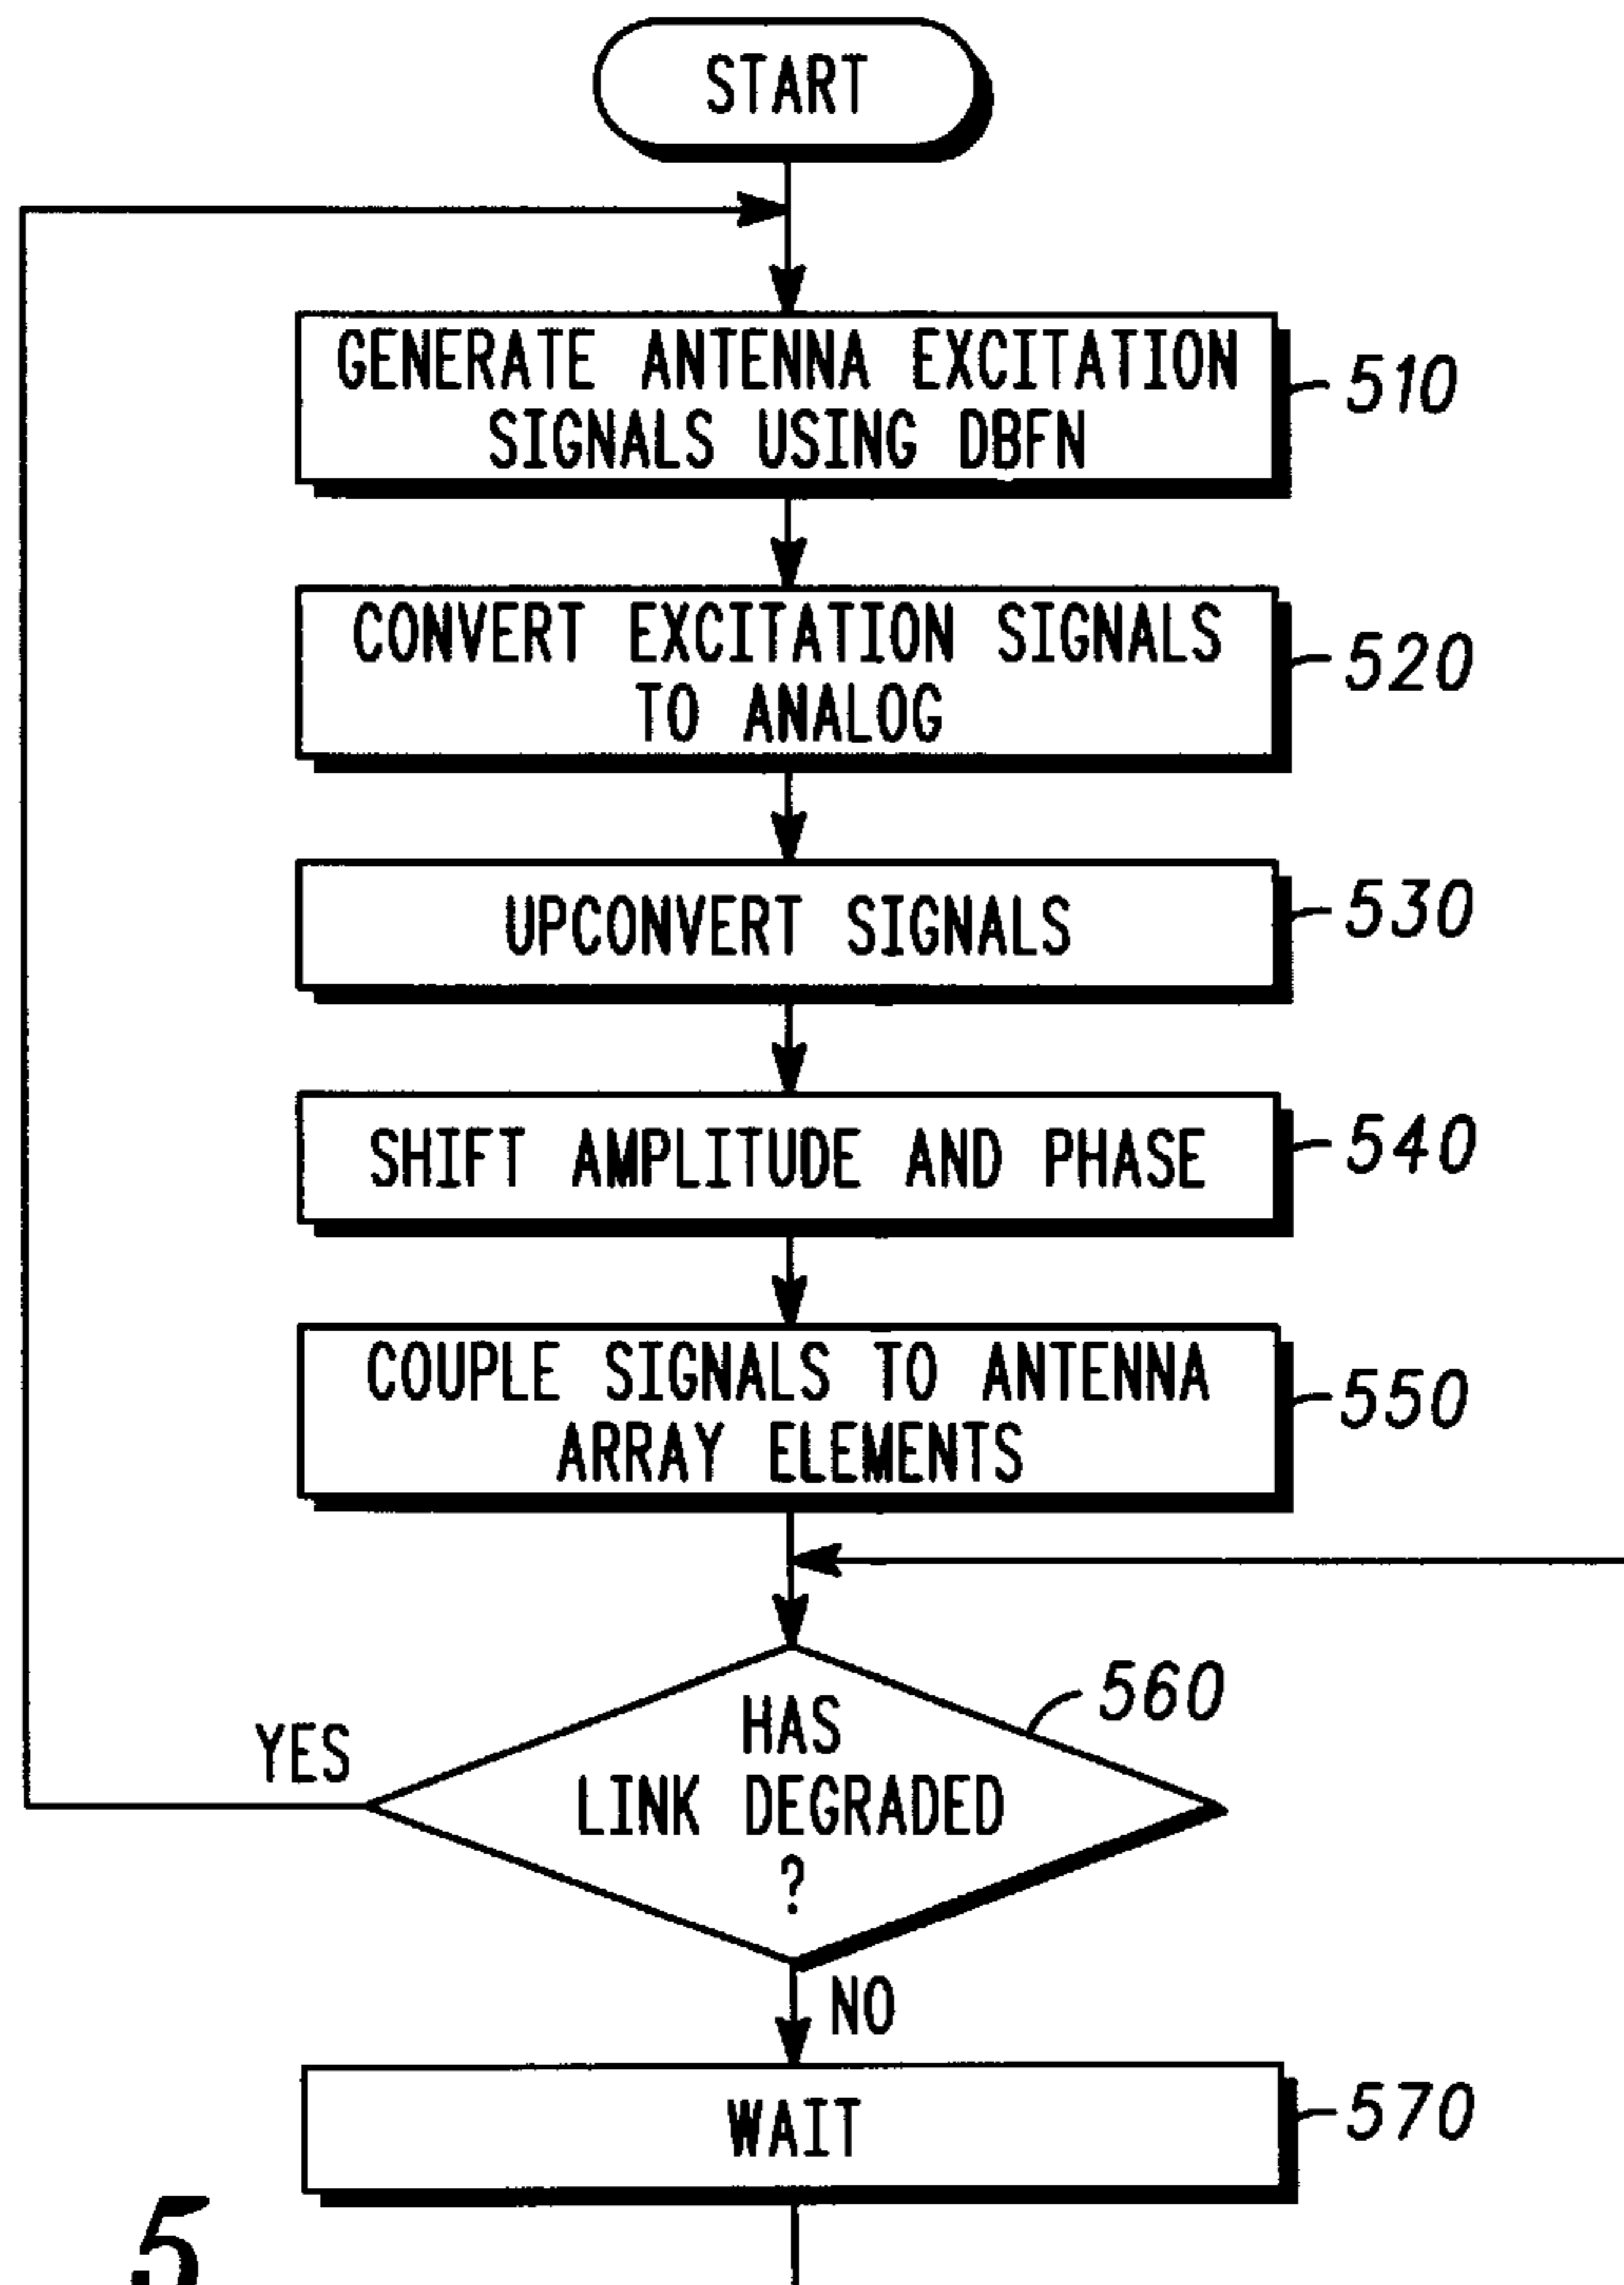 START
GENERATE ANTENNA EXCITATION
SIGNALS USING DBFN
510
CONVERT EXCITATION SIGNALS
TO ANALOG
520
UPCONVERT SIGNALS
530
SHIFT AMPLITUDE AND PHASE
540
COUPLE SIGNALS TO ANTENNA
ARRAY ELEMENTS
550
HAS
LINK DEGRADED
?
560
YES
NO
WAIT
570
5